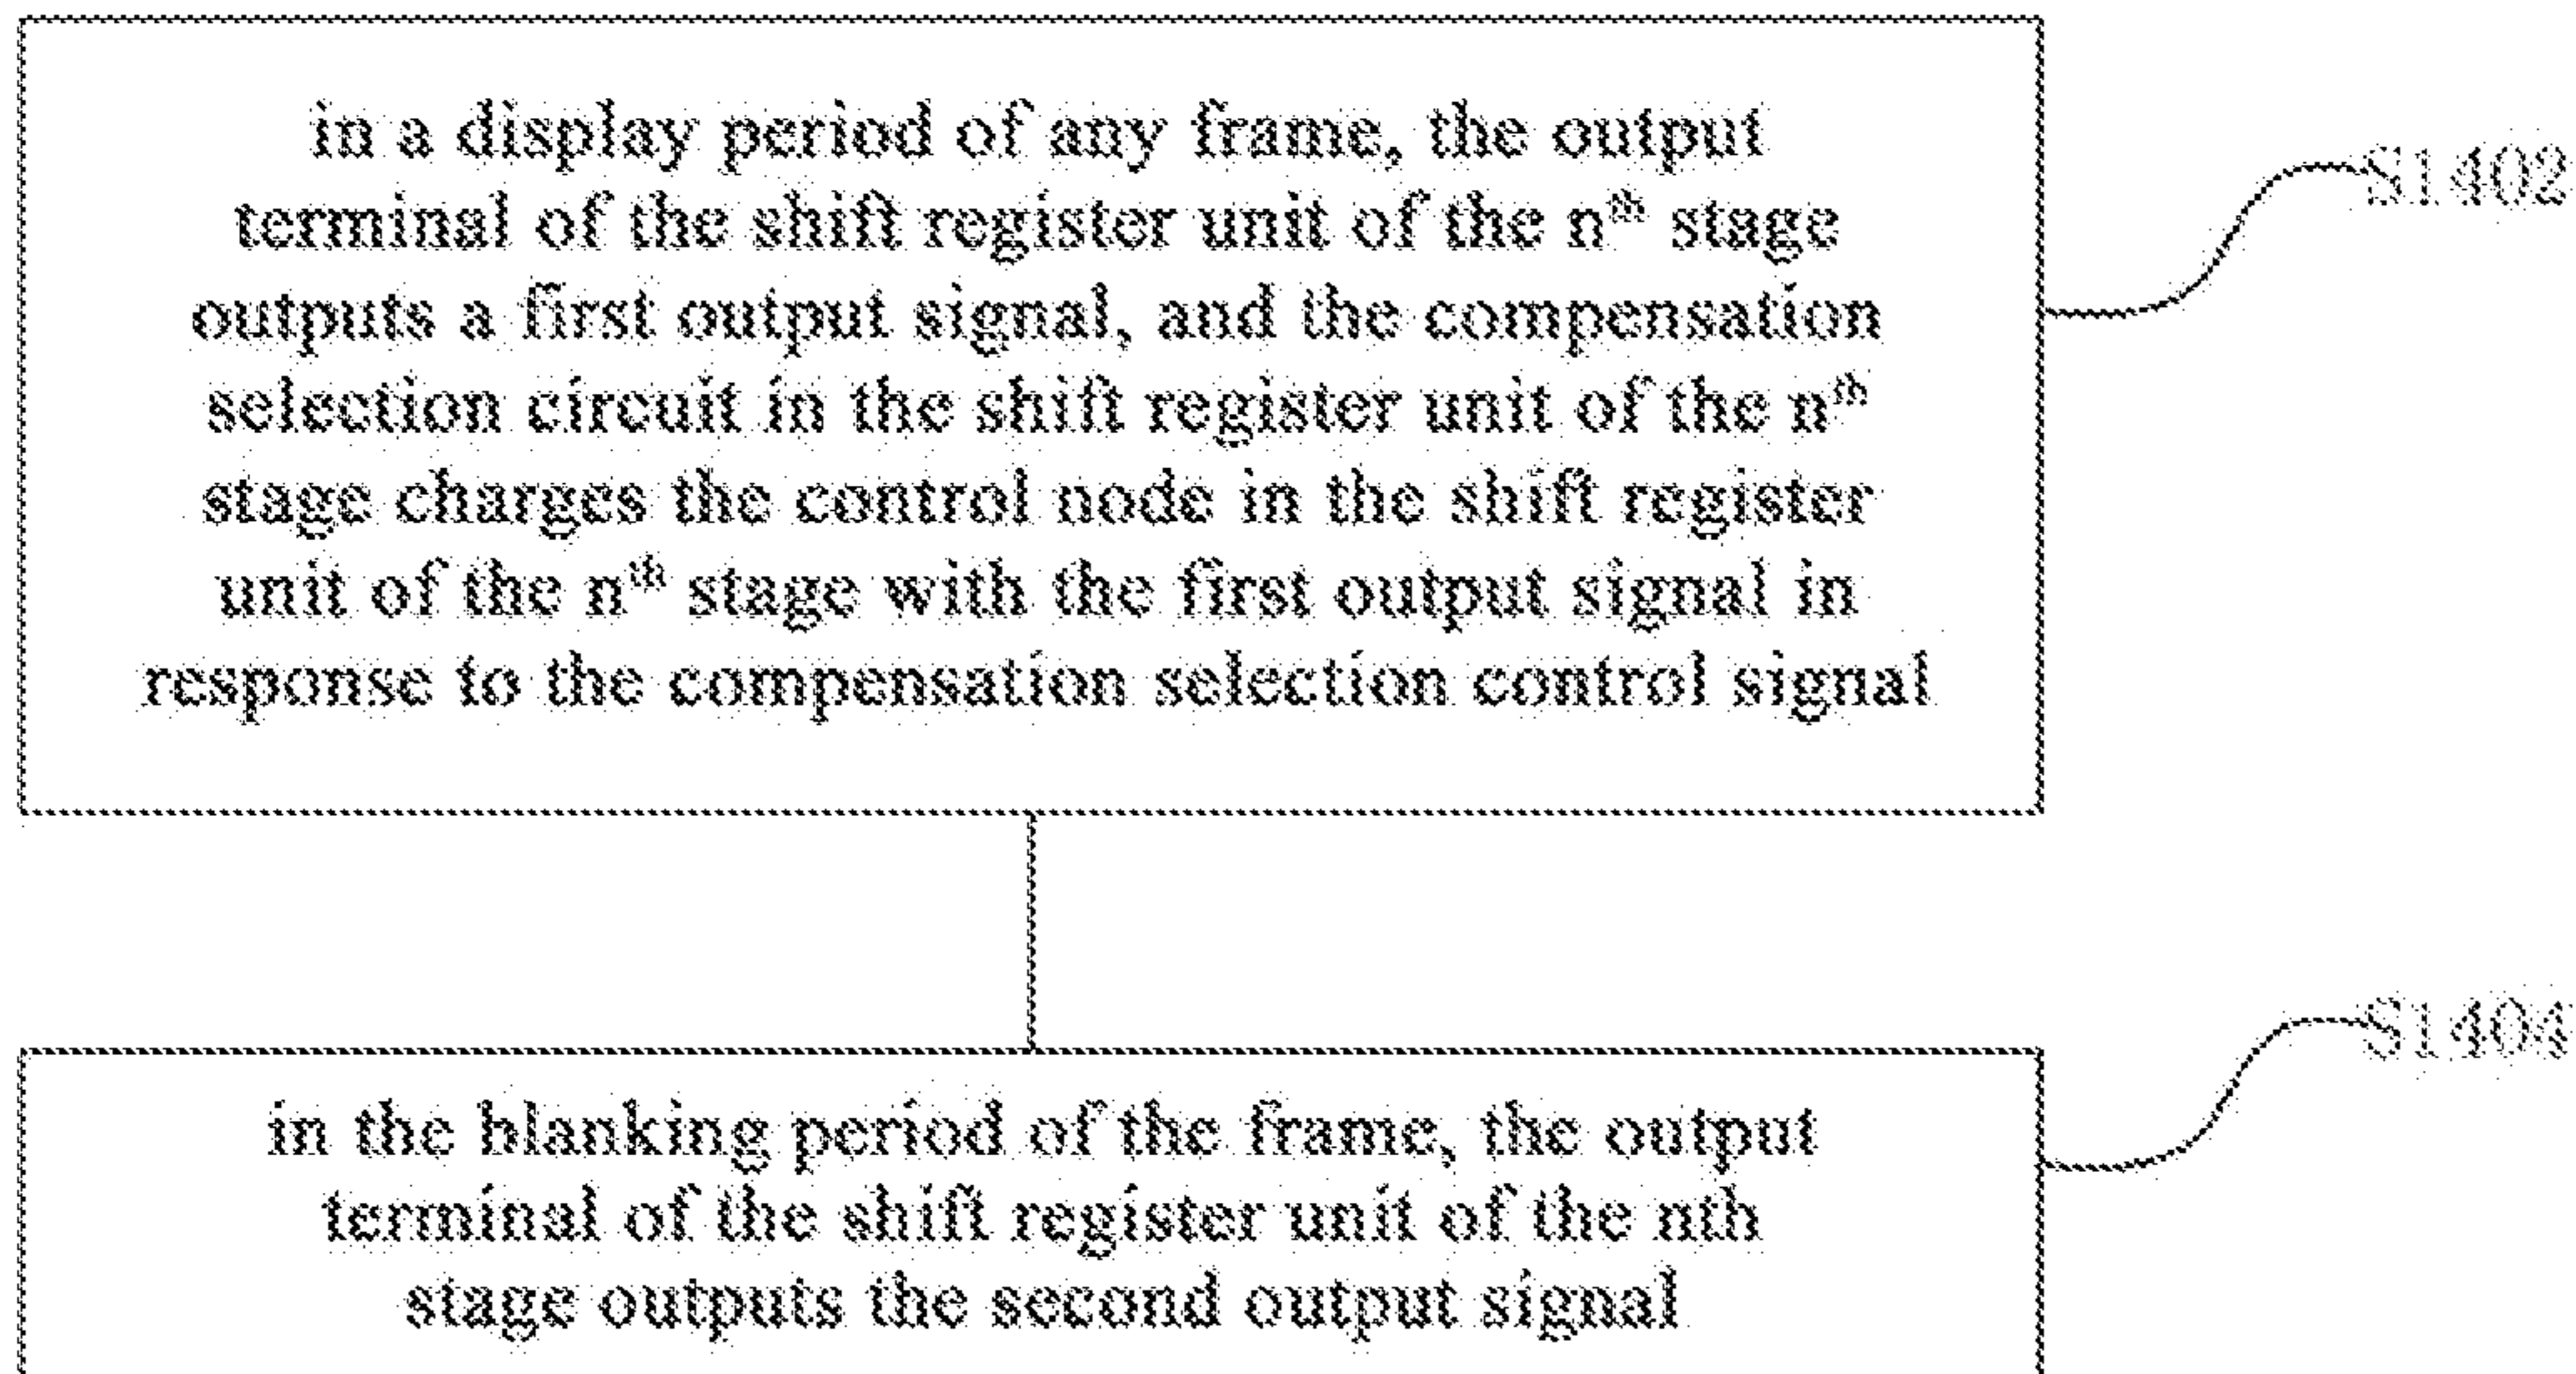 in a display period of any frame, the output
terminal of the shift register unit of the nᵗʰ stage
outputs a first output signal, and the compensation
selection circuit in the shift register unit of the nᵗʰ
stage charges the control node in the shift register
unit of the nᵗʰ stage with the first output signal in
response to the compensation selection control signal
S1402
in the blanking period of the frame, the output
terminal of the shift register unit of the nth
stage outputs the second output signal
S1404